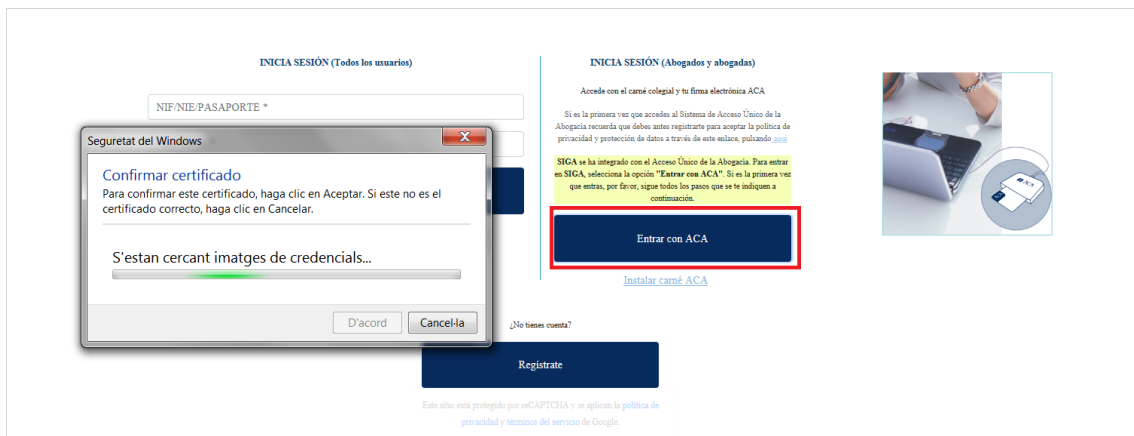 INICIA SESIÓN (Todos los usuarios)
NIF/NIE/PASAPORTE *
Seguretat del Windows
Confirmar certificado
Para confirmar este certificado, haga clic en Aceptar. Si este no es el
certificado correcto, haga clic en Cancelar.
S'estan cercant imatges de credencials...
D'acord
Cancel·la
INICIA SESIÓN (Abogados y abogadas)
Accede con el carné colegial y tu firma electrónica ACA
Si es la primera vez que accedes al Sistema de Acceso Único de la
Abogacía recuerda que debes antes registrarte para aceptar la política de
privacidad y protección de datos a través de este enlace, pulsando aquí
SIGA se ha integrado con el Acceso Único de la Abogacía. Para entrar
en SIGA, selecciona la opción "Entrar con ACA". Si es la primera vez
que entras, por favor, sigue todos los pasos que se te indiquen a
continuación.
Entrar con ACA
Instalar carné ACA
ACA
¿No tienes cuenta?
Regístrate
Este sitio está protegido por reCAPTCHA y se aplican la política de
privacidad y términos del servicio de Google.